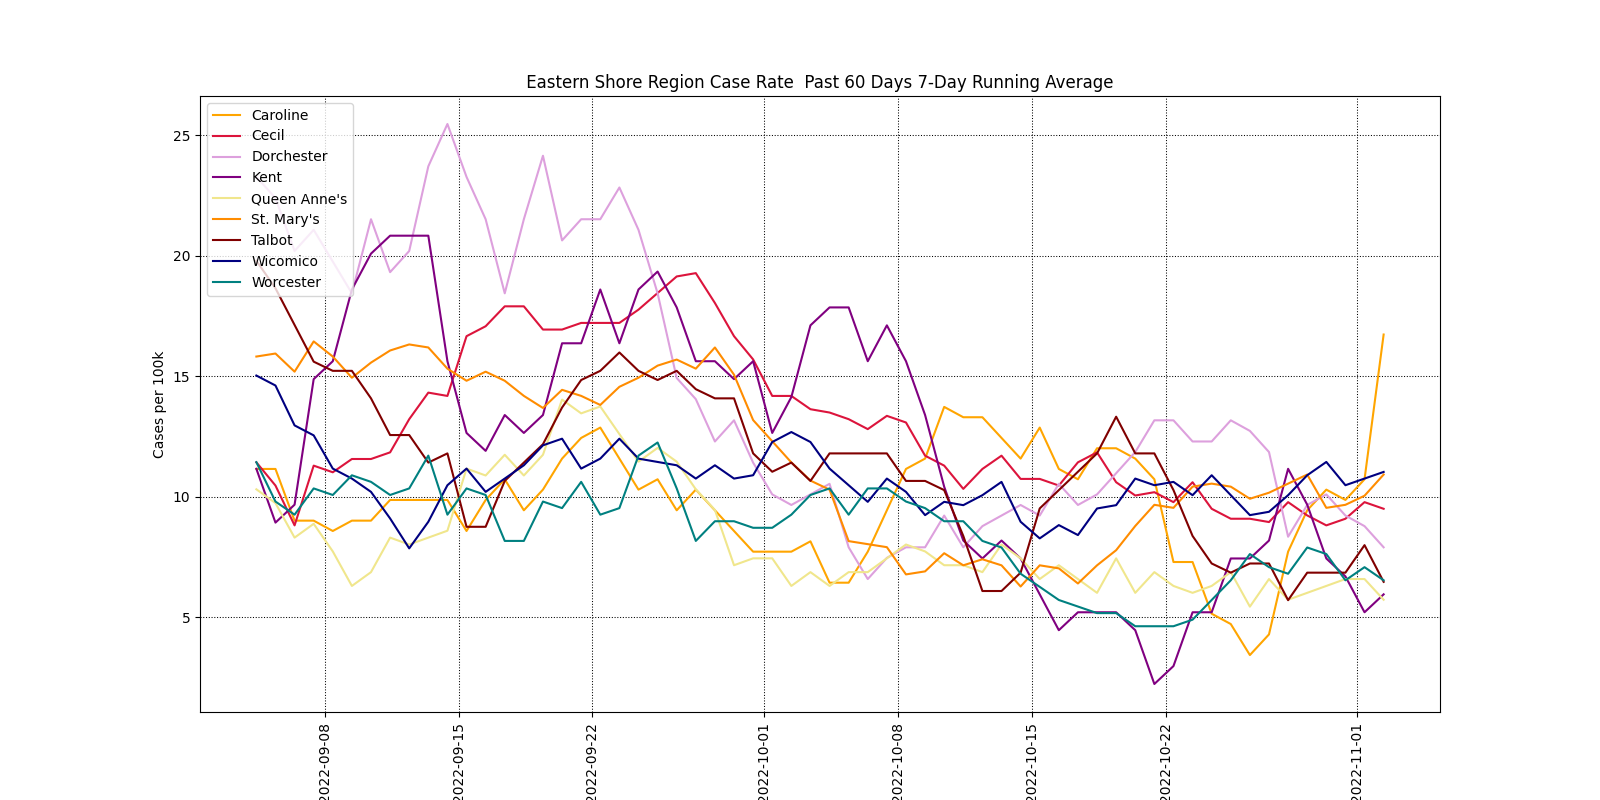 Eastern Shore Region Case Rate  Past 60 Days 7-Day Running Average
Caroline
Cecil
Dorchester
Kent
Queen Anne's
St. Mary's
Talbot
Wicomico
Worcester
Cases per 100k
25
20
15
10
5
2022-09-08
2022-09-15
2022-09-22
2022-10-01
2022-10-08
2022-10-15
2022-10-22
2022-11-01